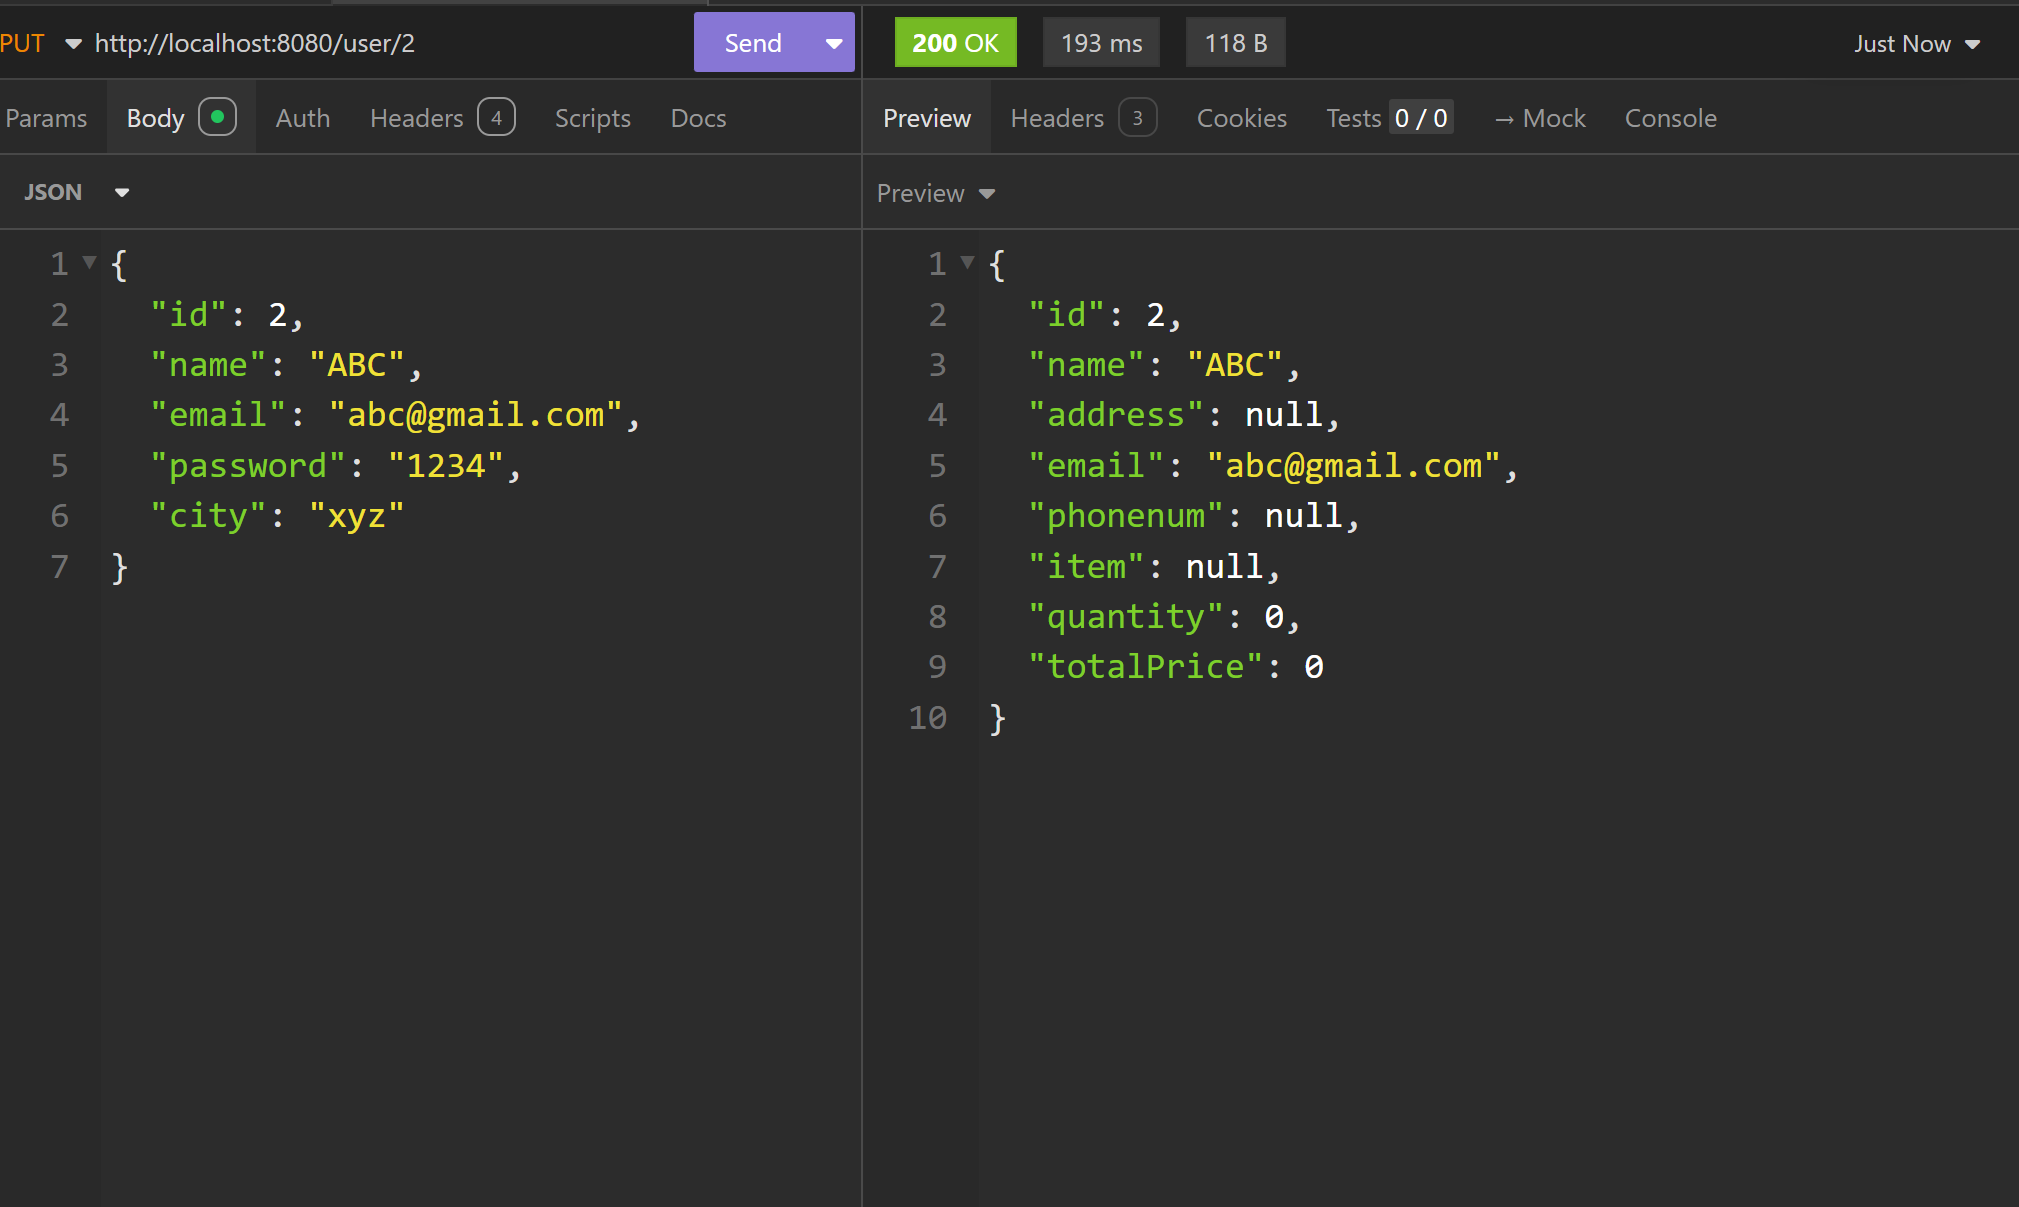 PUT http://localhost:8080/user/2 Send
200 OK 193 ms 118 B Just Now
Params Body Auth Headers 4 Scripts Docs
Preview Headers 3 Cookies Tests 0 / 0 → Mock Console
JSON
Preview
1 {
2 "id": 2,
3 "name": "ABC",
4 "email": "abc@gmail.com",
5 "password": "1234",
6 "city": "xyz"
7 }
1 {
2 "id": 2,
3 "name": "ABC",
4 "address": null,
5 "email": "abc@gmail.com",
6 "phonenum": null,
7 "item": null,
8 "quantity": 0,
9 "totalPrice": 0
10 }